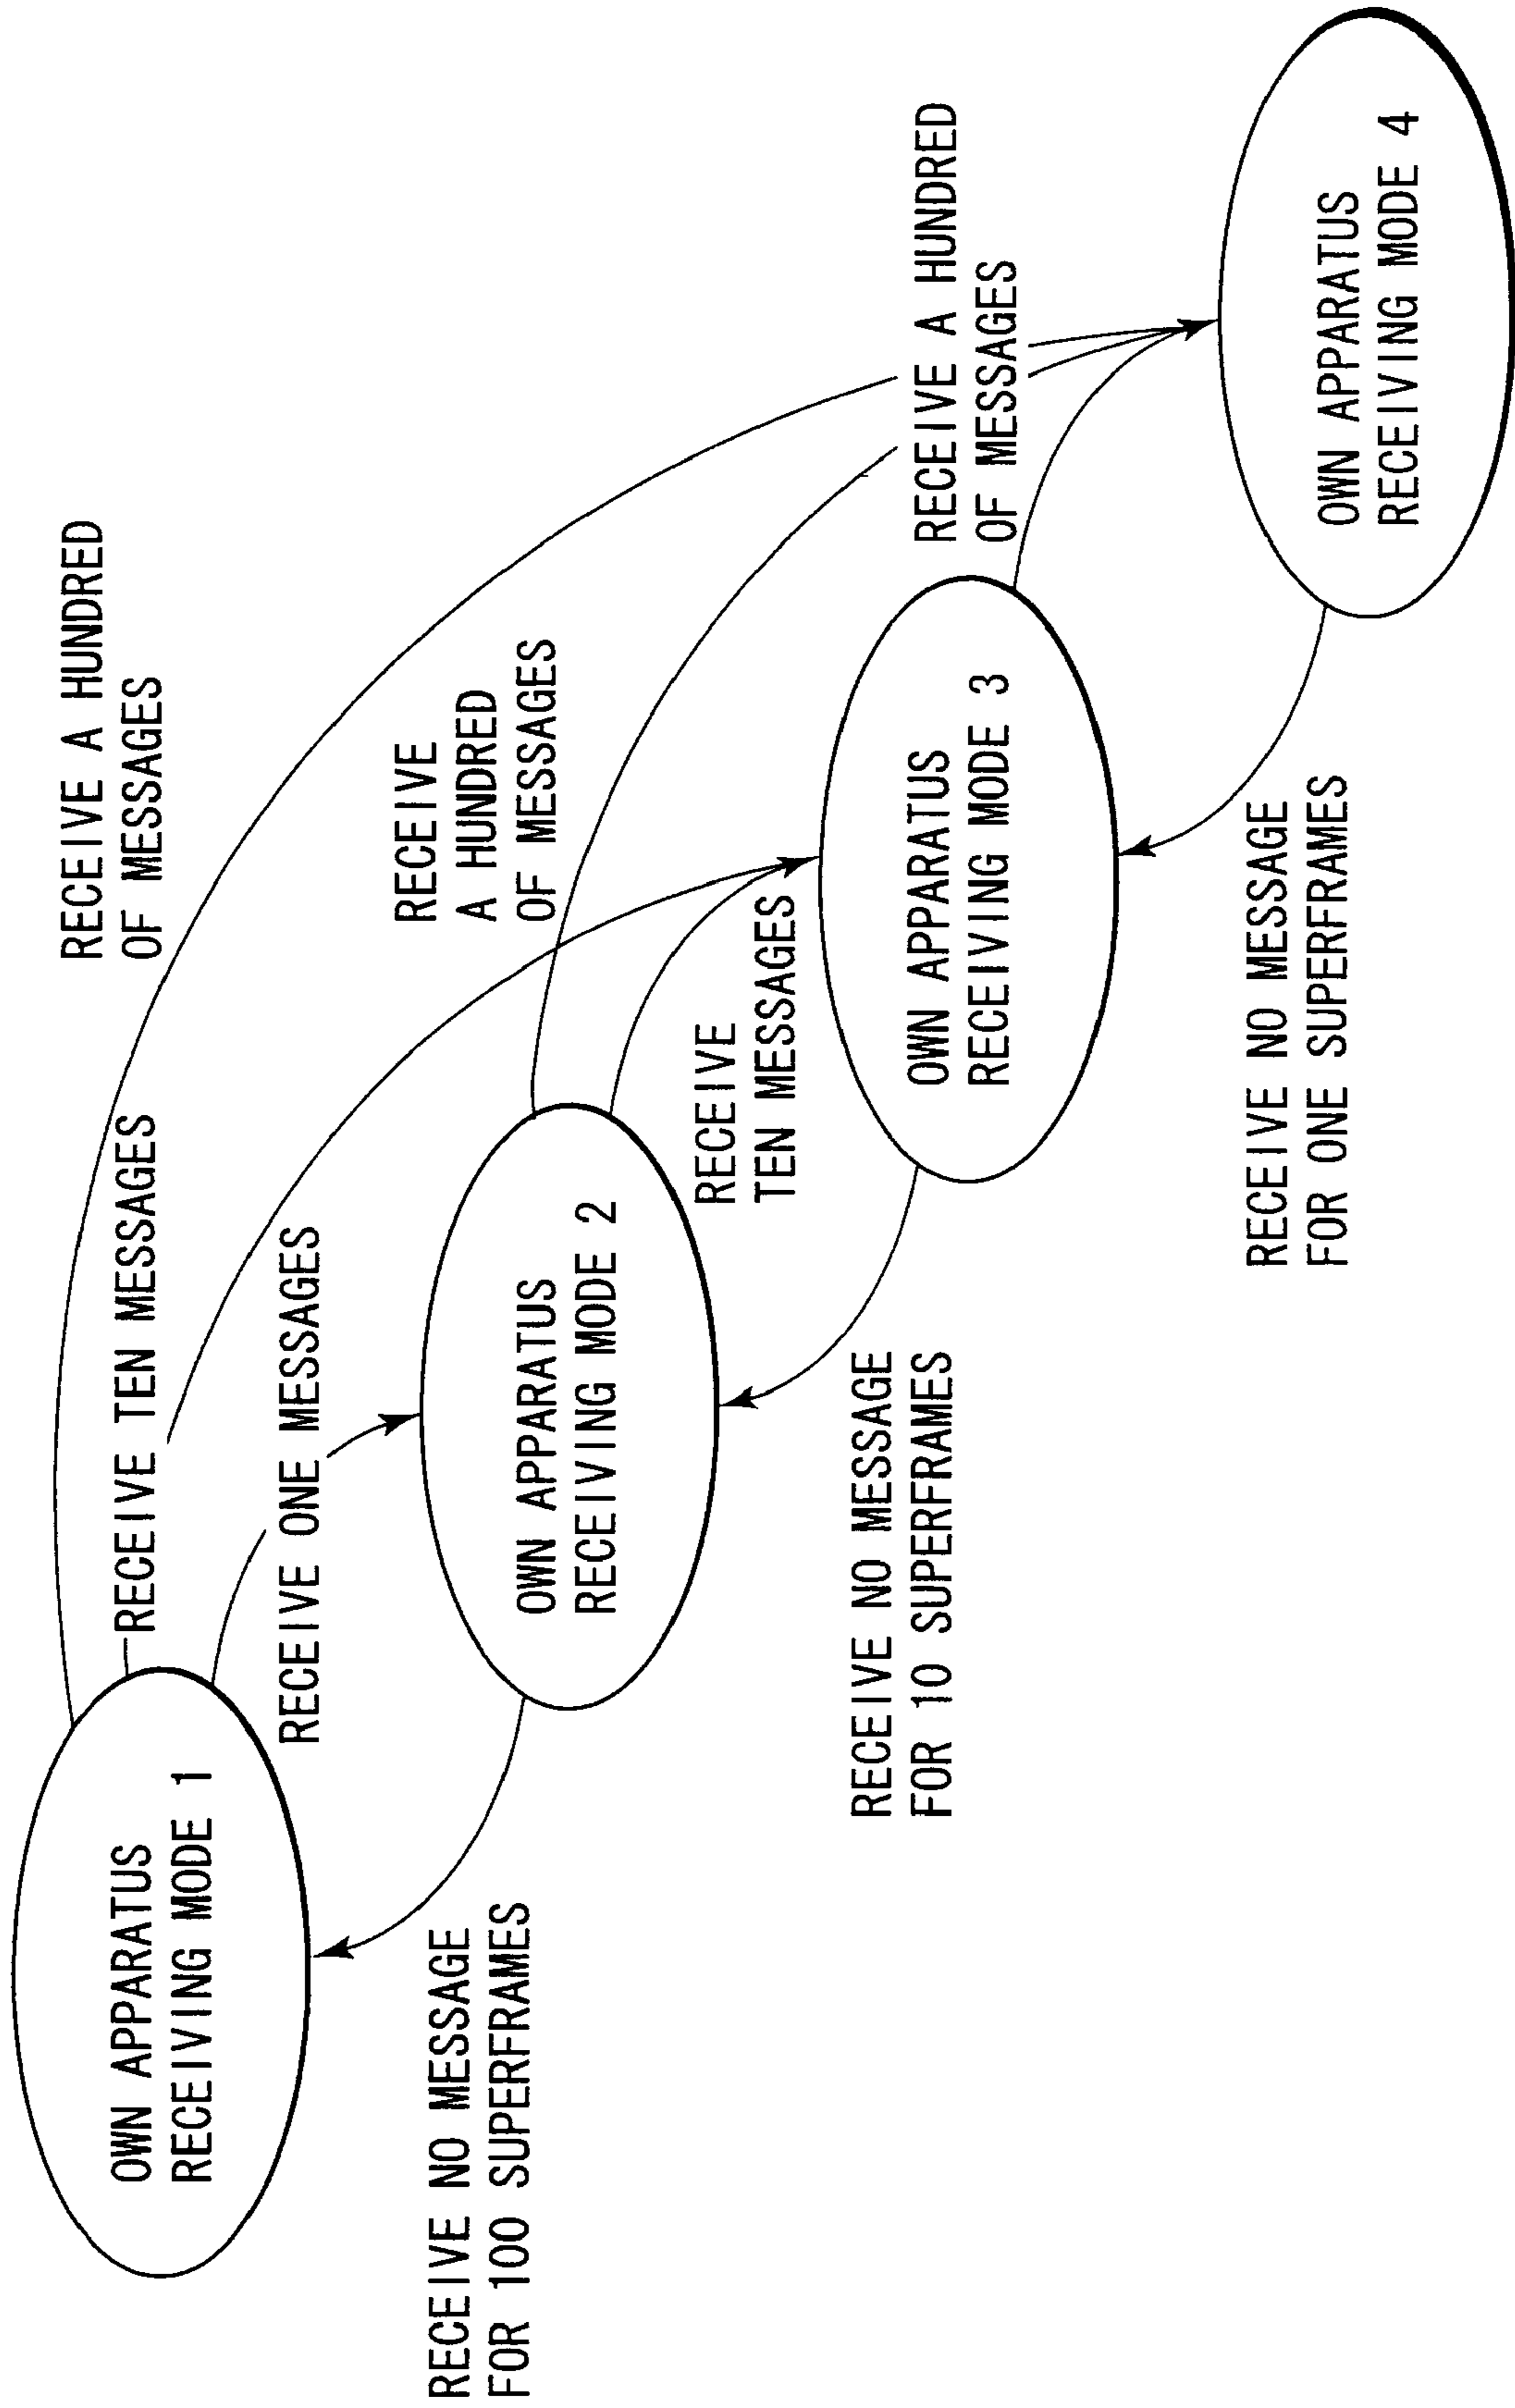 RECEIVE A HUNDRED
OF MESSAGES
RECEIVE TEN MESSAGES
OWN APPARATUS
RECEIVING MODE 1
RECEIVE ONE MESSAGES
RECEIVE
A HUNDRED
OF MESSAGES
RECEIVE NO MESSAGE
FOR 100 SUPERFRAMES
OWN APPARATUS
RECEIVING MODE 2
RECEIVE
TEN MESSAGES
RECEIVE A HUNDRED
OF MESSAGES
RECEIVE NO MESSAGE
FOR 10 SUPERFRAMES
OWN APPARATUS
RECEIVING MODE 3
RECEIVE NO MESSAGE
FOR ONE SUPERFRAMES
OWN APPARATUS
RECEIVING MODE 4